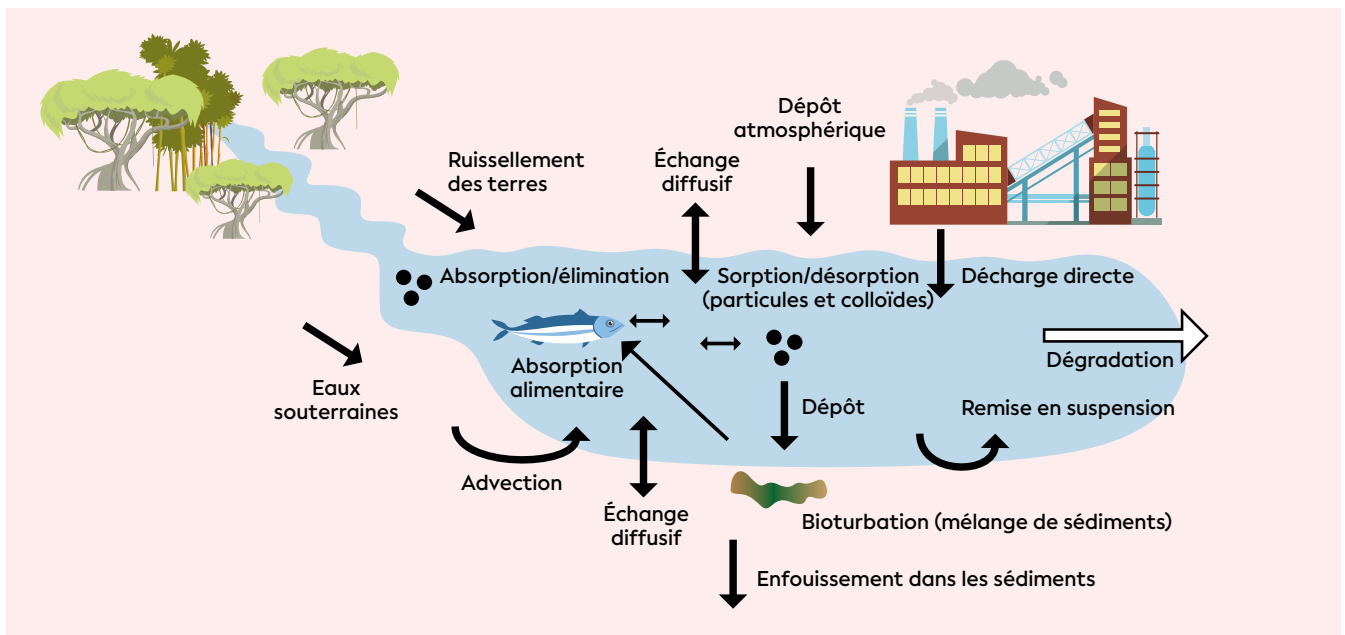 Dépôt
atmosphérique
Ruissellement
des terres
Échange
diffusif
Absorption/élimination
Sorption/désorption
(particules et colloïdes)
Décharge directe
Absorption
alimentaire
Dégradation
Eaux
souterraines
Dépôt
Remise en suspension
Advection
Échange
diffusif
Bioturbation (mélange de sédiments)
Enfouissement dans les sédiments